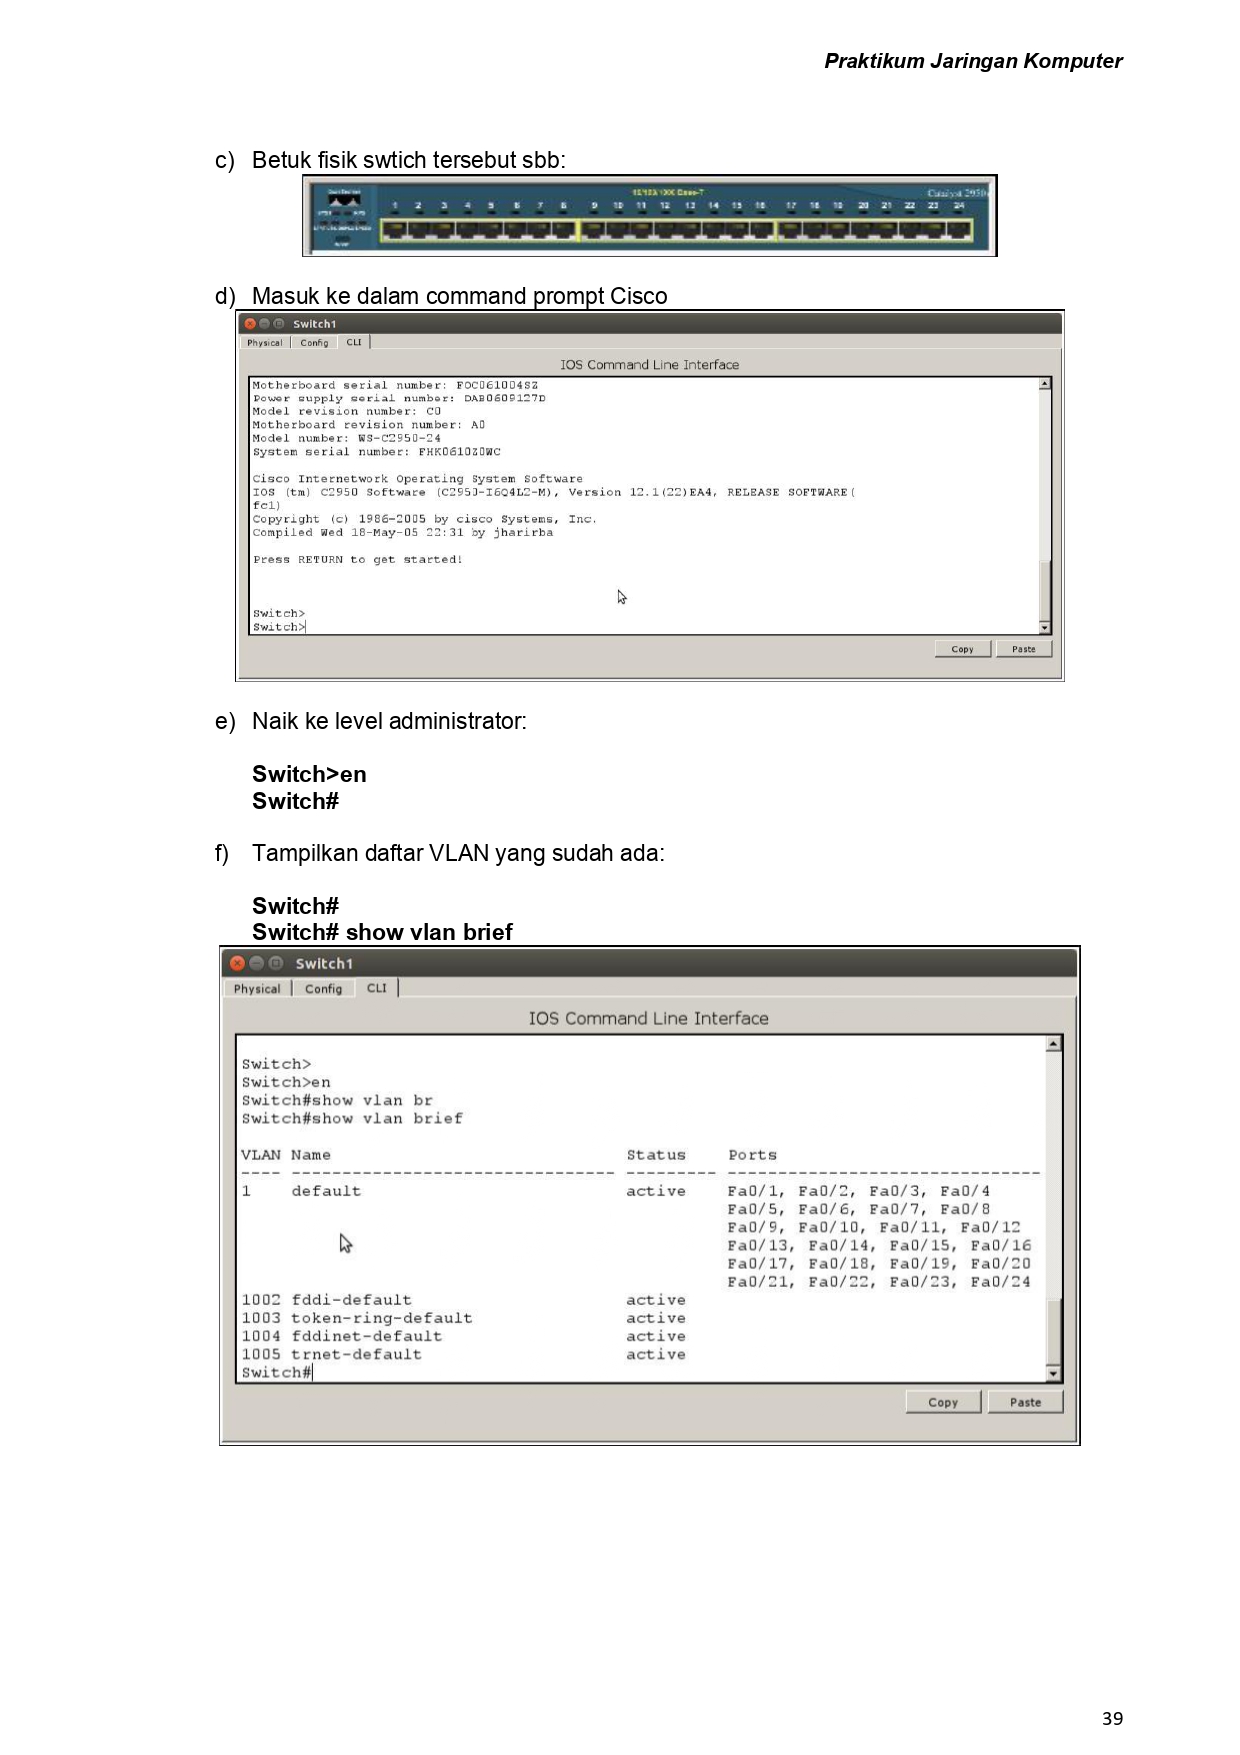 Praktikum Jaringan Komputer
c) Betuk fisik swtich tersebut sbb:
Catalyst 2950
1 2 3 4 5 6 7 8 9 10 11 12 13 14 15 16 17 18 19 20 21 22 23 24
d) Masuk ke dalam command prompt Cisco
Switch1
Physical Config CLI
IOS Command Line Interface
Motherboard serial number: FOC061004SZ
Power supply serial number: DAB0609127D
Model revision number: C0
Motherboard revision number: A0
Model number: WS-C2950-24
System serial number: FHK0610Z0WC
Cisco Internetwork Operating System Software
IOS (tm) C2950 Software (C2950-I6Q4L2-M), Version 12.1(22)EA4, RELEASE SOFTWARE(
fc1)
Copyright (c) 1986-2005 by cisco Systems, Inc.
Compiled Wed 18-May-05 22:31 by jharirba
Press RETURN to get started!
Switch>
Switch>
Copy Paste
e) Naik ke level administrator:
Switch>en
Switch#
f) Tampilkan daftar VLAN yang sudah ada:
Switch#
Switch# show vlan brief
Switch1
Physical Config CLI
IOS Command Line Interface
Switch>
Switch>en
Switch#show vlan br
Switch#show vlan brief
VLAN Name Status Ports
---- -------------------------------- --------- -------------------------------
1 default active Fa0/1, Fa0/2, Fa0/3, Fa0/4
Fa0/5, Fa0/6, Fa0/7, Fa0/8
Fa0/9, Fa0/10, Fa0/11, Fa0/12
Fa0/13, Fa0/14, Fa0/15, Fa0/16
Fa0/17, Fa0/18, Fa0/19, Fa0/20
Fa0/21, Fa0/22, Fa0/23, Fa0/24
1002 fddi-default active
1003 token-ring-default active
1004 fddinet-default active
1005 trnet-default active
Switch#
Copy Paste
39